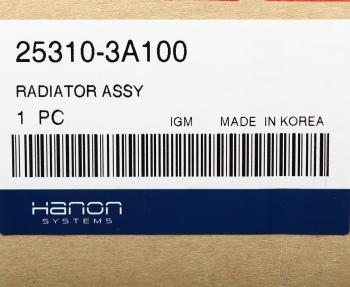 25310-3A100
RADIATOR ASSY
1 PC IGM MADE IN KOREA
Hanon
SYSTEMS